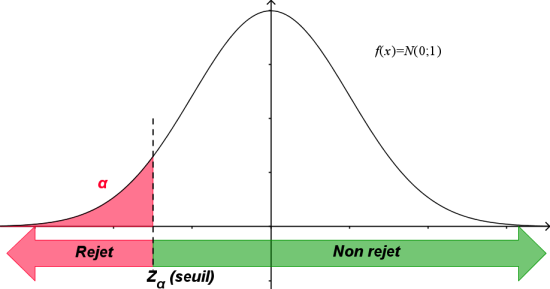 f(x)=N(0;1)
α
Rejet
Non rejet
Zα (seuil)